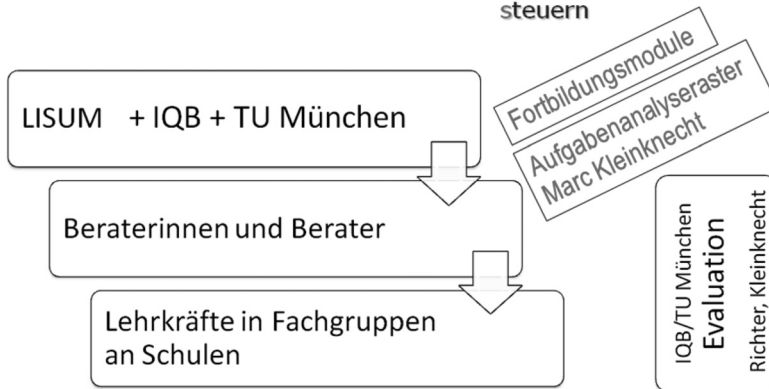 steuern
Fortbildungsmodule
Aufgabenanalyseraster
Marc Kleinknecht
LISUM + IQB + TU München
Beraterinnen und Berater
Lehrkräfte in Fachgruppen
an Schulen
IQB/TU München
Evaluation
Richter, Kleinknecht